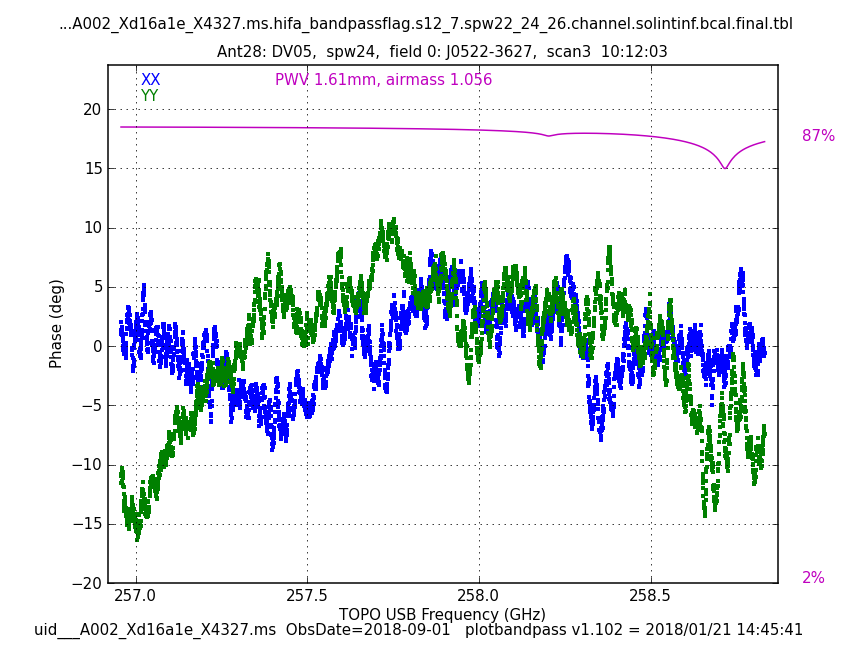 ...A002_Xd16a1e_X4327.ms.hifa_bandpassflag.s12_7.spw22_24_26.channel.solintinf.bcal.final.tbl
Ant28: DV05, spw24, field 0: J0522-3627, scan3 10:12:03
XX
PWV 1.61mm, airmass 1.056
YY
20
87%
15
10
5
0
Phase (deg)
−5
−10
−15
−20
2%
257.0
257.5
258.0
258.5
TOPO USB Frequency (GHz)
uid___A002_Xd16a1e_X4327.ms ObsDate=2018-09-01 plotbandpass v1.102 = 2018/01/21 14:45:41